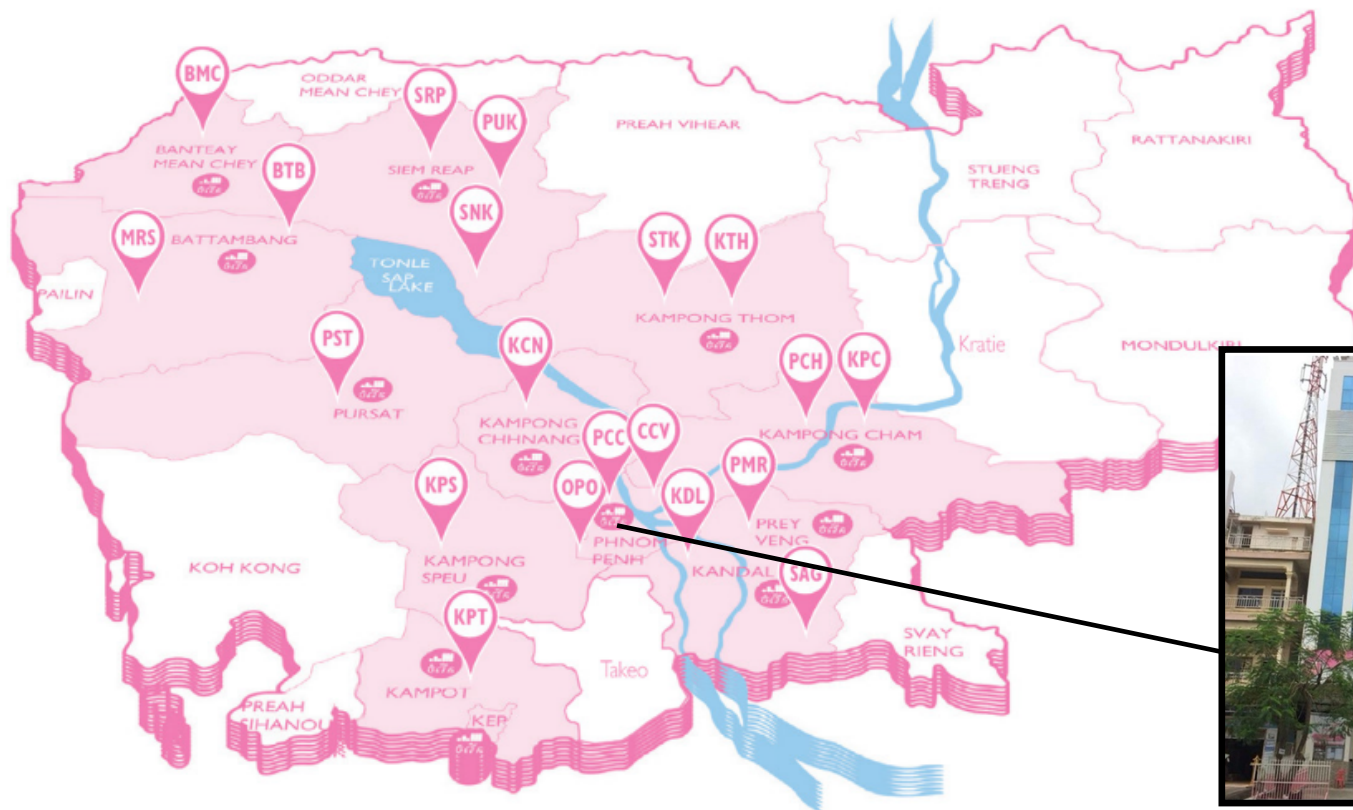 BMC
ODDAR
MEAN CHEY
SRP
PUK
PREAH VIHEAR
RATTANAKIRI
BANTEAY
MEAN CHEY
BTB
SIEM REAP
STUENG
TRENG
SNK
MRS
BATTAMBANG
STK
KTH
TONLE
SAP
LAKE
PAILIN
KAMPONG THOM
PST
KCN
PCH
KPC
Kratie
MONDULKIRI
PURSAT
KAMPONG
CHHNANG
PCC
CCV
KAMPONG CHAM
KPS
OPO
KDL
PMR
PREY
VENG
PHNOM
PENH
KOH KONG
KAMPONG
SPEU
KANDAL
SAG
KPT
SVAY
RIENG
Takeo
KAMPOT
PREAH
SIHANOU
KEP